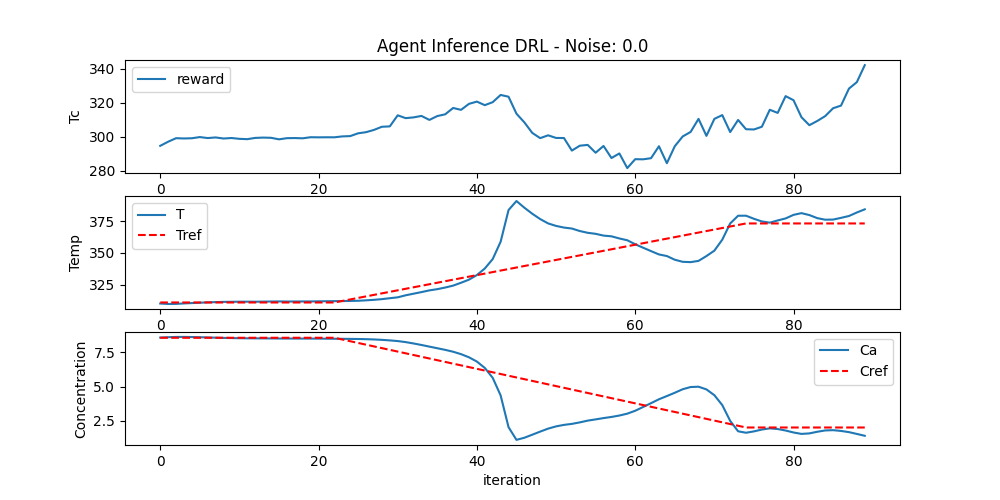 Agent Inference DRL - Noise: 0.0
340
320
300
280
Tc
reward
0 20 40 60 80
375
350
325
Temp
T
Tref
0 20 40 60 80
7.5
5.0
2.5
Concentration
Ca
Cref
0 20 40 60 80
iteration